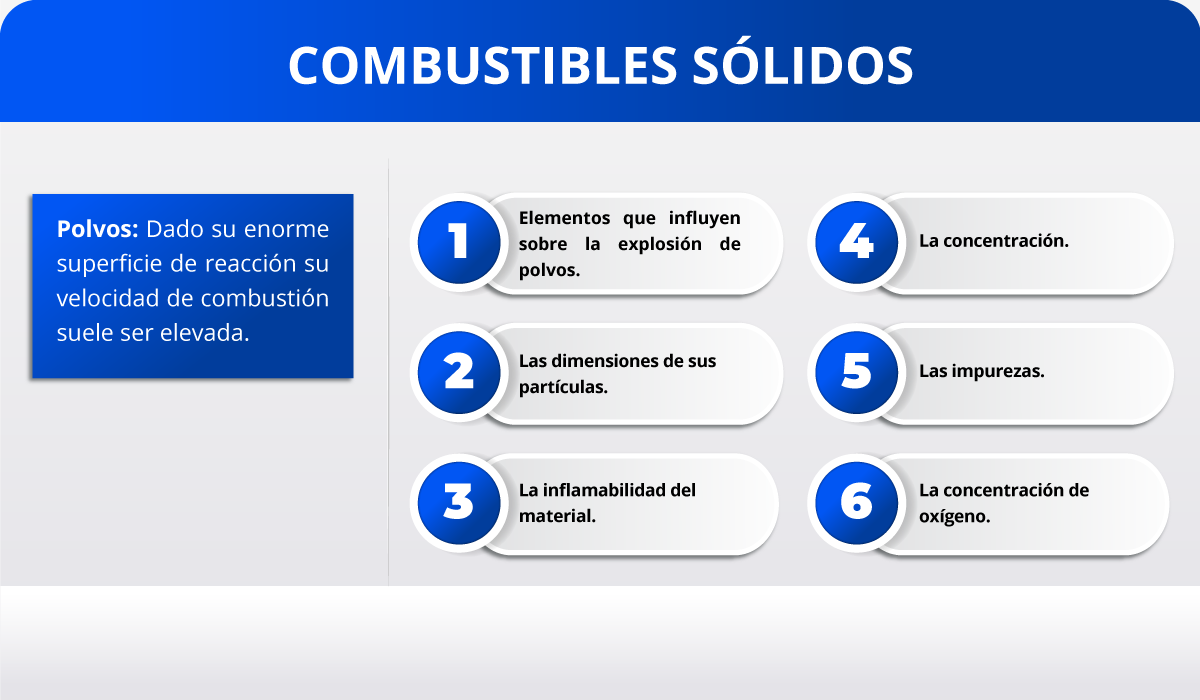 COMBUSTIBLES SÓLIDOS
Polvos: Dado su enorme
superficie de reacción su
velocidad de combustión
suele ser elevada.
1
Elementos que influyen
sobre la explosión de
polvos.
2
Las dimensiones de sus
partículas.
3
La inflamabilidad del
material.
4
La concentración.
5
Las impurezas.
6
La concentración de
oxígeno.